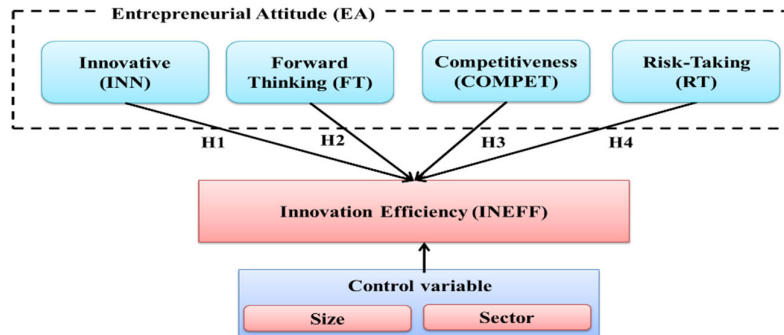 Entrepreneurial Attitude (EA)
Innovative
(INN)
Forward
Thinking (FT)
Competitiveness
(COMPET)
Risk-Taking
(RT)
H1
H2
H3
H4
Innovation Efficiency (INEFF)
Control variable
Size
Sector